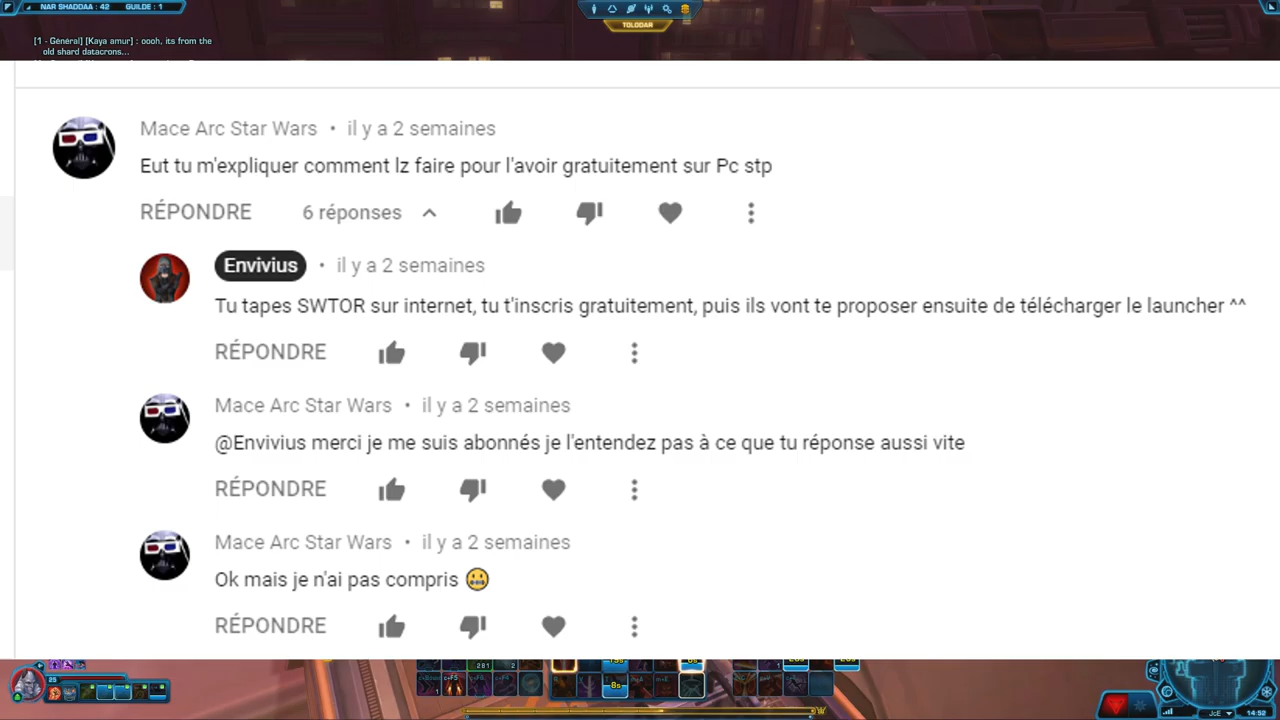 NAR SHADDAA : 42 GUILDE : 1
TOLODAR
[1 - Général] [Kaya amur] : oooh, its from the
old shard datacrons...
Mace Arc Star Wars • il y a 2 semaines
Eut tu m'expliquer comment lz faire pour l'avoir gratuitement sur Pc stp
RÉPONDRE 6 réponses
Envivius • il y a 2 semaines
Tu tapes SWTOR sur internet, tu t'inscris gratuitement, puis ils vont te proposer ensuite de télécharger le launcher ^^
RÉPONDRE
Mace Arc Star Wars • il y a 2 semaines
@Envivius merci je me suis abonnés je l'entendez pas à ce que tu réponse aussi vite
RÉPONDRE
Mace Arc Star Wars • il y a 2 semaines
Ok mais je n'ai pas compris 🤐
RÉPONDRE
281 2
25
8s
JcE 14:52